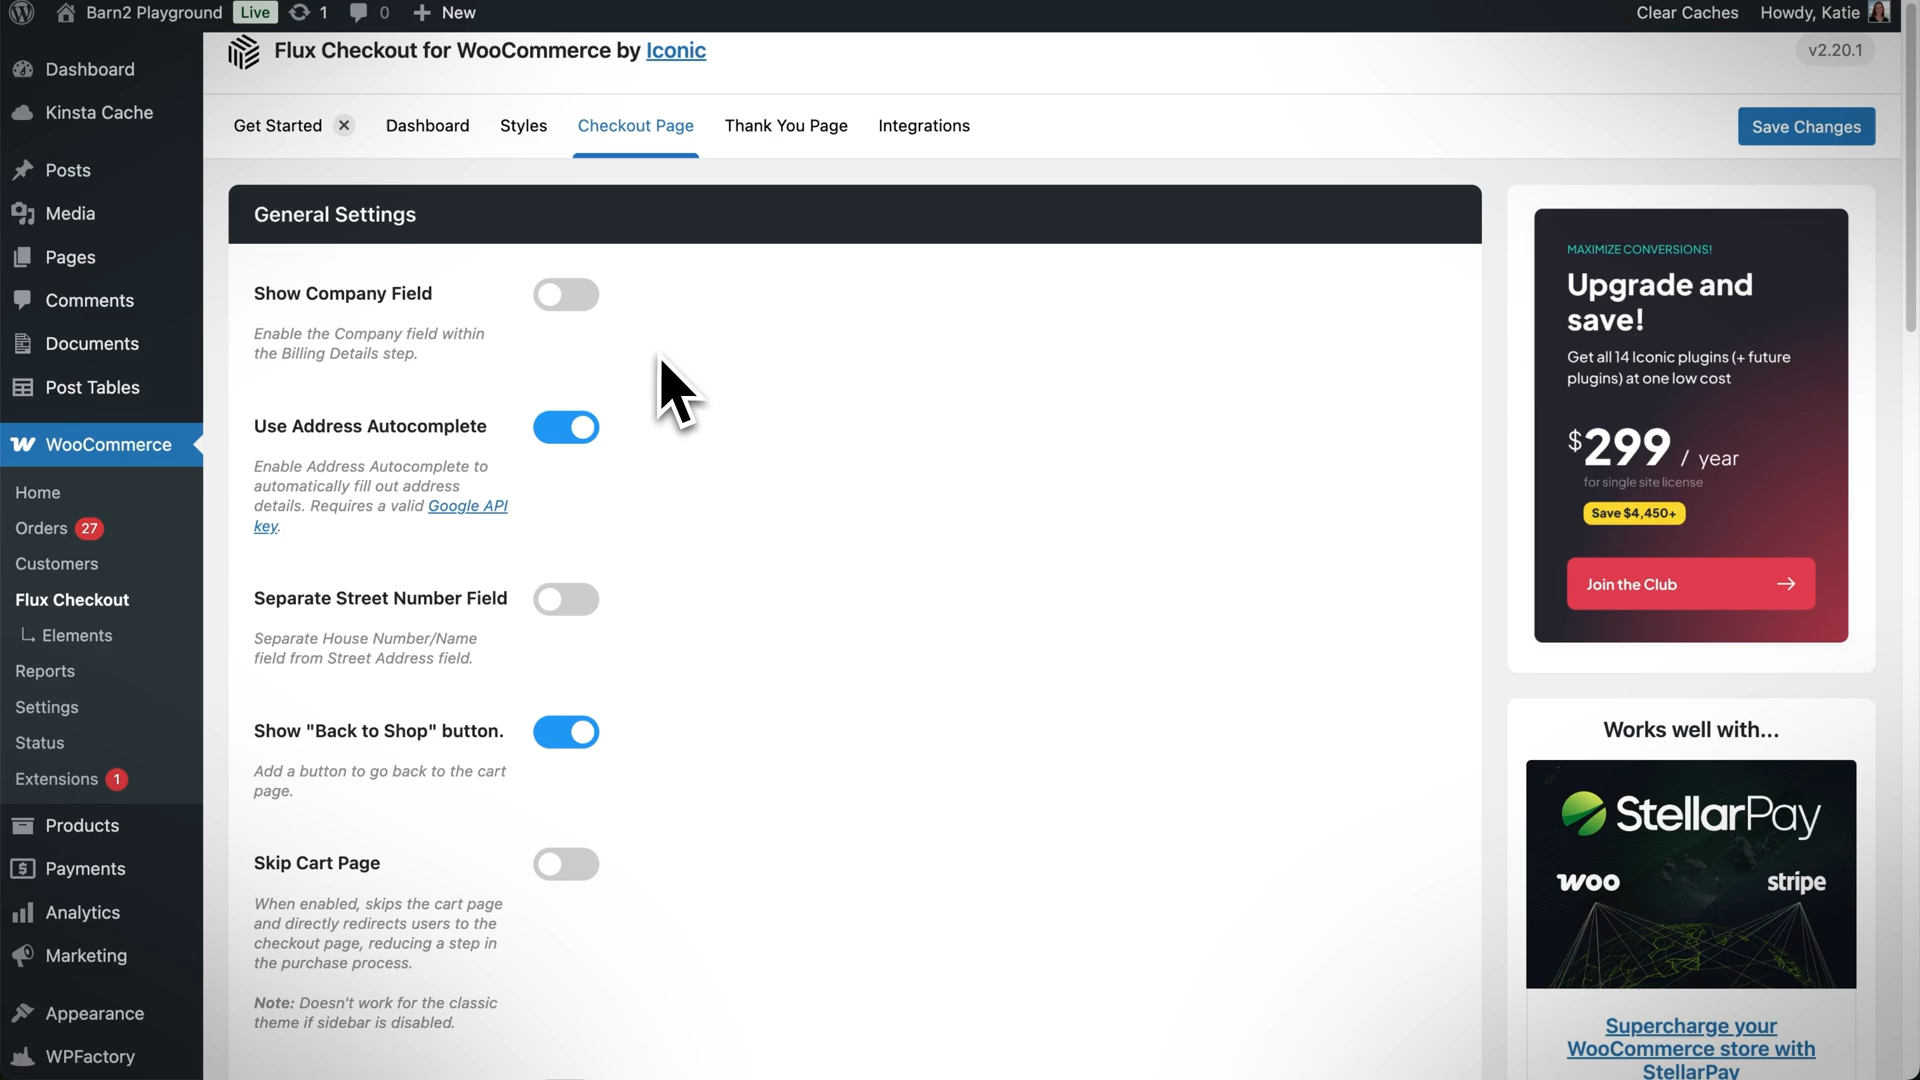 Barn2 Playground Live 1 0 New Clear Caches Howdy, Katie
Flux Checkout for WooCommerce by Iconic v2.20.1
Get Started Dashboard Styles Checkout Page Thank You Page Integrations Save Changes
Dashboard
Kinsta Cache
Posts
Media
Pages
Comments
Documents
Post Tables
WooCommerce
Home
Orders 27
Customers
Flux Checkout
Elements
Reports
Settings
Status
Extensions 1
Products
Payments
Analytics
Marketing
Appearance
WPFactory
General Settings
Show Company Field
Enable the Company field within
the Billing Details step.
Use Address Autocomplete
Enable Address Autocomplete to
automatically fill out address
details. Requires a valid Google API
key.
Separate Street Number Field
Separate House Number/Name
field from Street Address field.
Show "Back to Shop" button.
Add a button to go back to the cart
page.
Skip Cart Page
When enabled, skips the cart page
and directly redirects users to the
checkout page, reducing a step in
the purchase process.
Note: Doesn't work for the classic
theme if sidebar is disabled.
MAXIMIZE CONVERSIONS!
Upgrade and
save!
Get all 14 Iconic plugins (+ future
plugins) at one low cost
$299 / year
for single site license
Save $4,450+
Join the Club
Works well with...
StellarPay
woo stripe
Supercharge your
WooCommerce store with
StellarPay